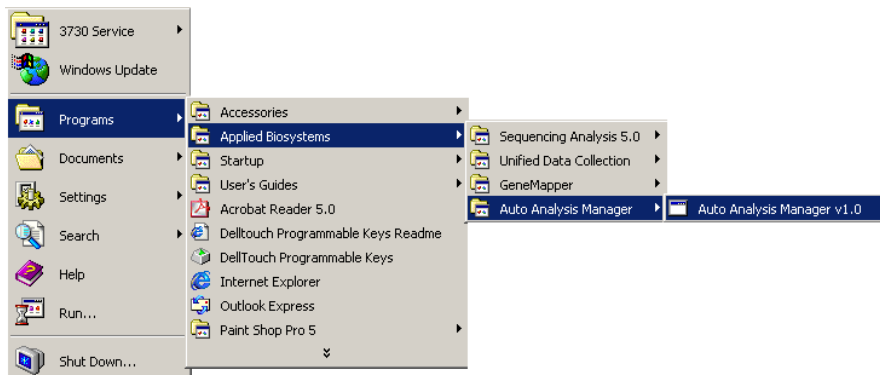 3730 Service
Windows Update
Programs
Documents
Settings
Search
Help
Run...
Shut Down...
Accessories
Applied Biosystems
Startup
User's Guides
Acrobat Reader 5.0
Delltouch Programmable Keys Readme
DellTouch Programmable Keys
Internet Explorer
Outlook Express
Paint Shop Pro 5
Sequencing Analysis 5.0
Unified Data Collection
GeneMapper
Auto Analysis Manager
Auto Analysis Manager v1.0